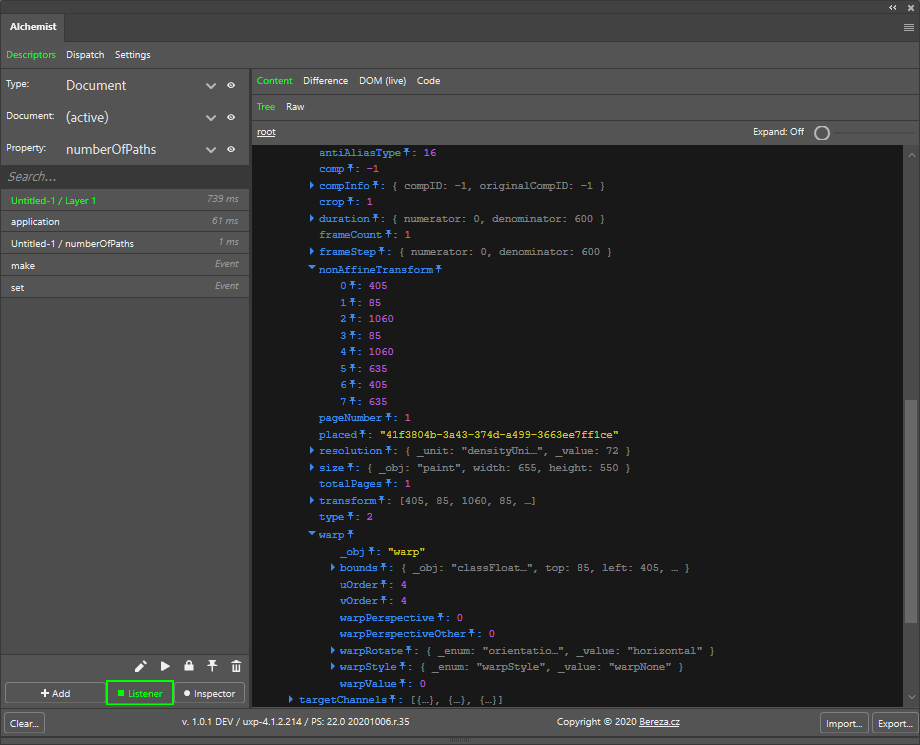 Alchemist
Descriptors Dispatch Settings
Type: Document
Document: (active)
Property: numberOfPaths
Search...
Untitled-1 / Layer 1 739 ms
application 61 ms
Untitled-1 / numberOfPaths 1 ms
make Event
set Event
+ Add Listener Inspector
Content Difference DOM (live) Code
Tree Raw
root Expand: Off
antiAliasType: 16
comp: -1
compInfo: { compID: -1, originalCompID: -1 }
crop: 1
duration: { numerator: 0, denominator: 600 }
frameCount: 1
frameStep: { numerator: 0, denominator: 600 }
nonAffineTransform
0: 405
1: 85
2: 1060
3: 85
4: 1060
5: 635
6: 405
7: 635
pageNumber: 1
placed: "41f3804b-3a43-374d-a499-3663ee7ff1ce"
resolution: { _unit: "densityUni…", _value: 72 }
size: { _obj: "paint", width: 655, height: 550 }
totalPages: 1
transform: [405, 85, 1060, 85, …]
type: 2
warp
_obj: "warp"
bounds: { _obj: "classFloat…", top: 85, left: 405, … }
uOrder: 4
vOrder: 4
warpPerspective: 0
warpPerspectiveOther: 0
warpRotate: { _enum: "orientatio…", _value: "horizontal" }
warpStyle: { _enum: "warpStyle", _value: "warpNone" }
warpValue: 0
targetChannels: [{…}, {…}, {…}]
Clear... v. 1.0.1 DEV / uxp-4.1.2.214 / PS: 22.0 20201006.r.35 Copyright © 2020 Bereza.cz Import... Export...